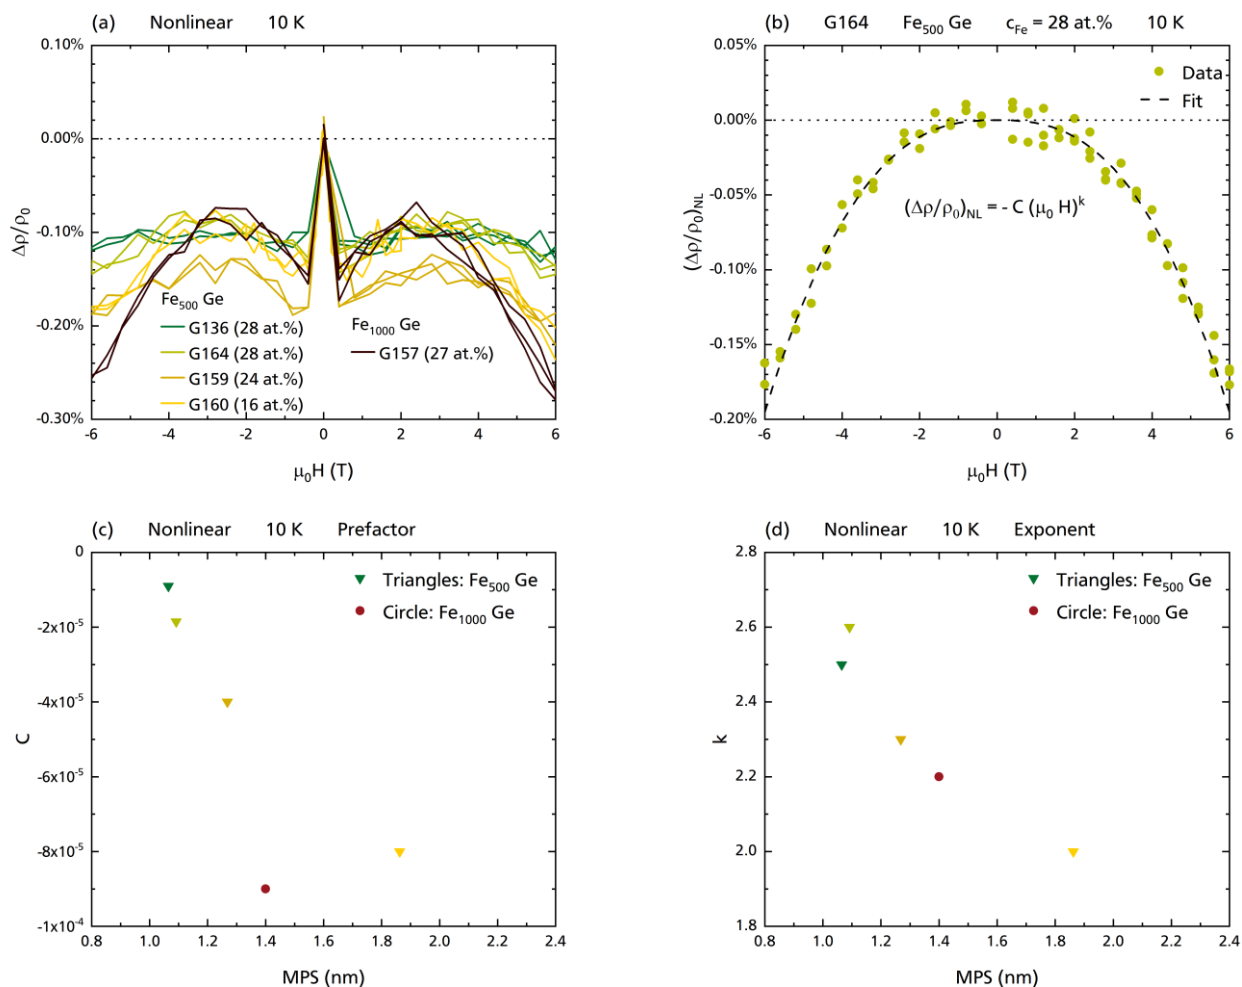 (a) Nonlinear 10 K
0.10%
0.00%
-0.10%
-0.20%
-0.30%
Δρ/ρ₀
Fe₅₀₀ Ge
G136 (28 at.%)
G164 (28 at.%)
G159 (24 at.%)
G160 (16 at.%)
Fe₁₀₀₀ Ge
G157 (27 at.%)
-6 -4 -2 0 2 4 6
μ₀H (T)
(b) G164 Fe₅₀₀ Ge c_Fe = 28 at.% 10 K
0.05%
0.00%
-0.05%
-0.10%
-0.15%
-0.20%
(Δρ/ρ₀)_NL
Data
Fit
(Δρ/ρ₀)_NL = - C (μ₀ H)^k
-6 -4 -2 0 2 4 6
μ₀H (T)
(c) Nonlinear 10 K Prefactor
0
-2x10⁻⁵
-4x10⁻⁵
-6x10⁻⁵
-8x10⁻⁵
-1x10⁻⁴
C
Triangles: Fe₅₀₀ Ge
Circle: Fe₁₀₀₀ Ge
0.8 1.0 1.2 1.4 1.6 1.8 2.0 2.2 2.4
MPS (nm)
(d) Nonlinear 10 K Exponent
2.8
2.6
2.4
2.2
2.0
1.8
k
Triangles: Fe₅₀₀ Ge
Circle: Fe₁₀₀₀ Ge
0.8 1.0 1.2 1.4 1.6 1.8 2.0 2.2 2.4
MPS (nm)